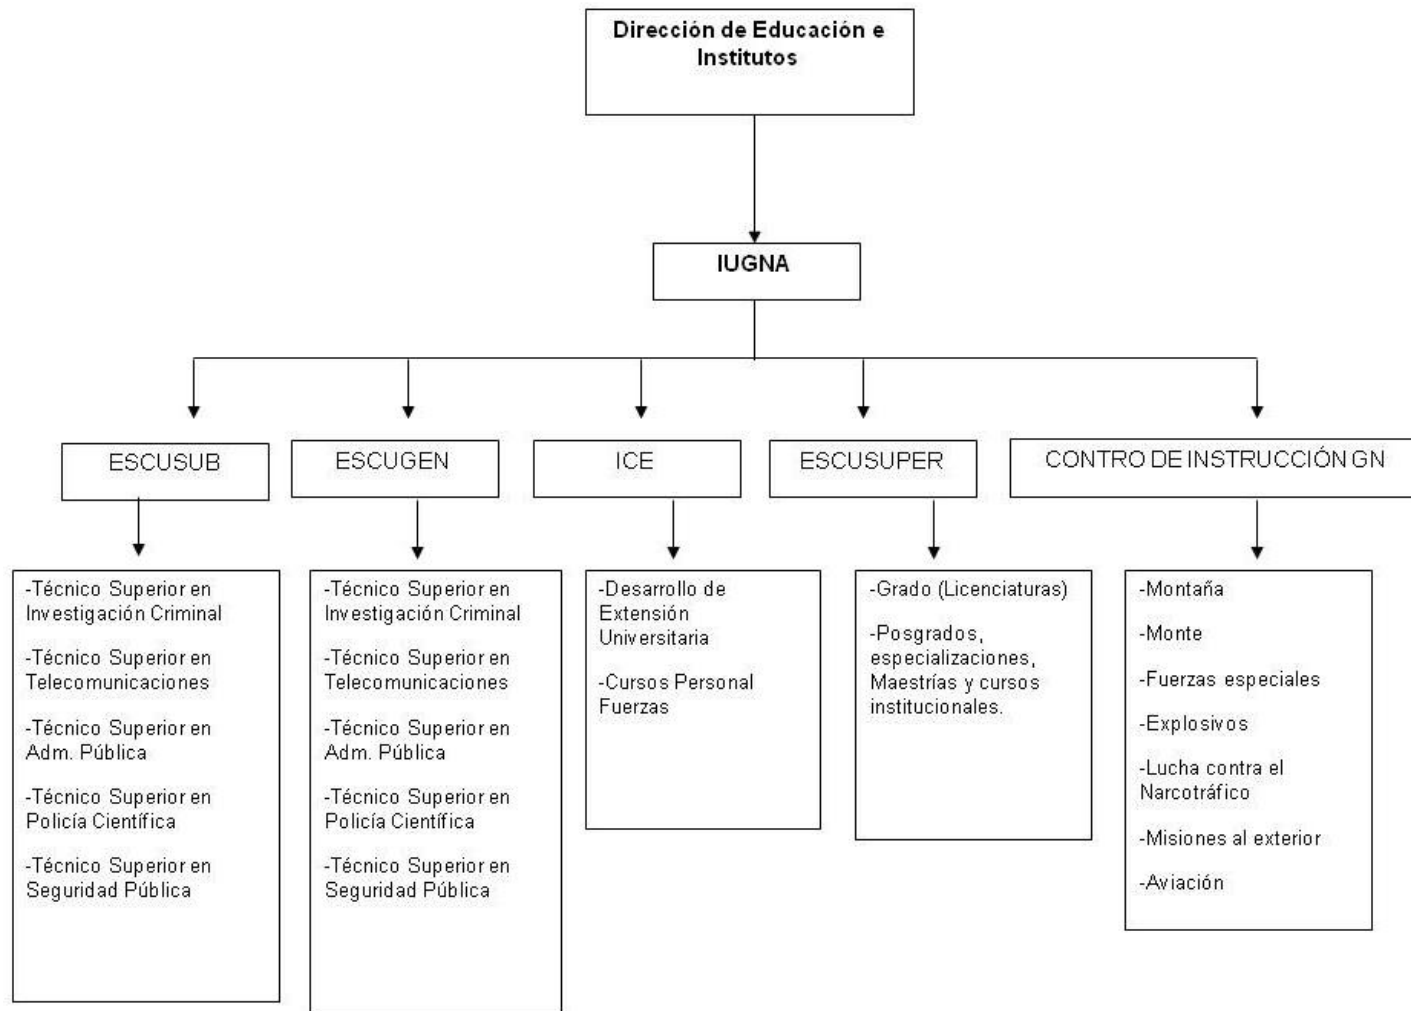 Dirección de Educación e
Institutos
IUGNA
ESCUSUB
ESCUGEN
ICE
ESCUSUPER
CONTRO DE INSTRUCCIÓN GN
-Técnico Superior en
Investigación Criminal
-Técnico Superior en
Telecomunicaciones
-Técnico Superior en
Adm. Pública
-Técnico Superior en
Policía Científica
-Técnico Superior en
Seguridad Pública
-Técnico Superior en
Investigación Criminal
-Técnico Superior en
Telecomunicaciones
-Técnico Superior en
Adm. Pública
-Técnico Superior en
Policía Científica
-Técnico Superior en
Seguridad Pública
-Desarrollo de
Extensión
Universitaria
-Cursos Personal
Fuerzas
-Grado (Licenciaturas)
-Posgrados,
especializaciones,
Maestrías y cursos
institucionales.
-Montaña
-Monte
-Fuerzas especiales
-Explosivos
-Lucha contra el
Narcotráfico
-Misiones al exterior
-Aviación